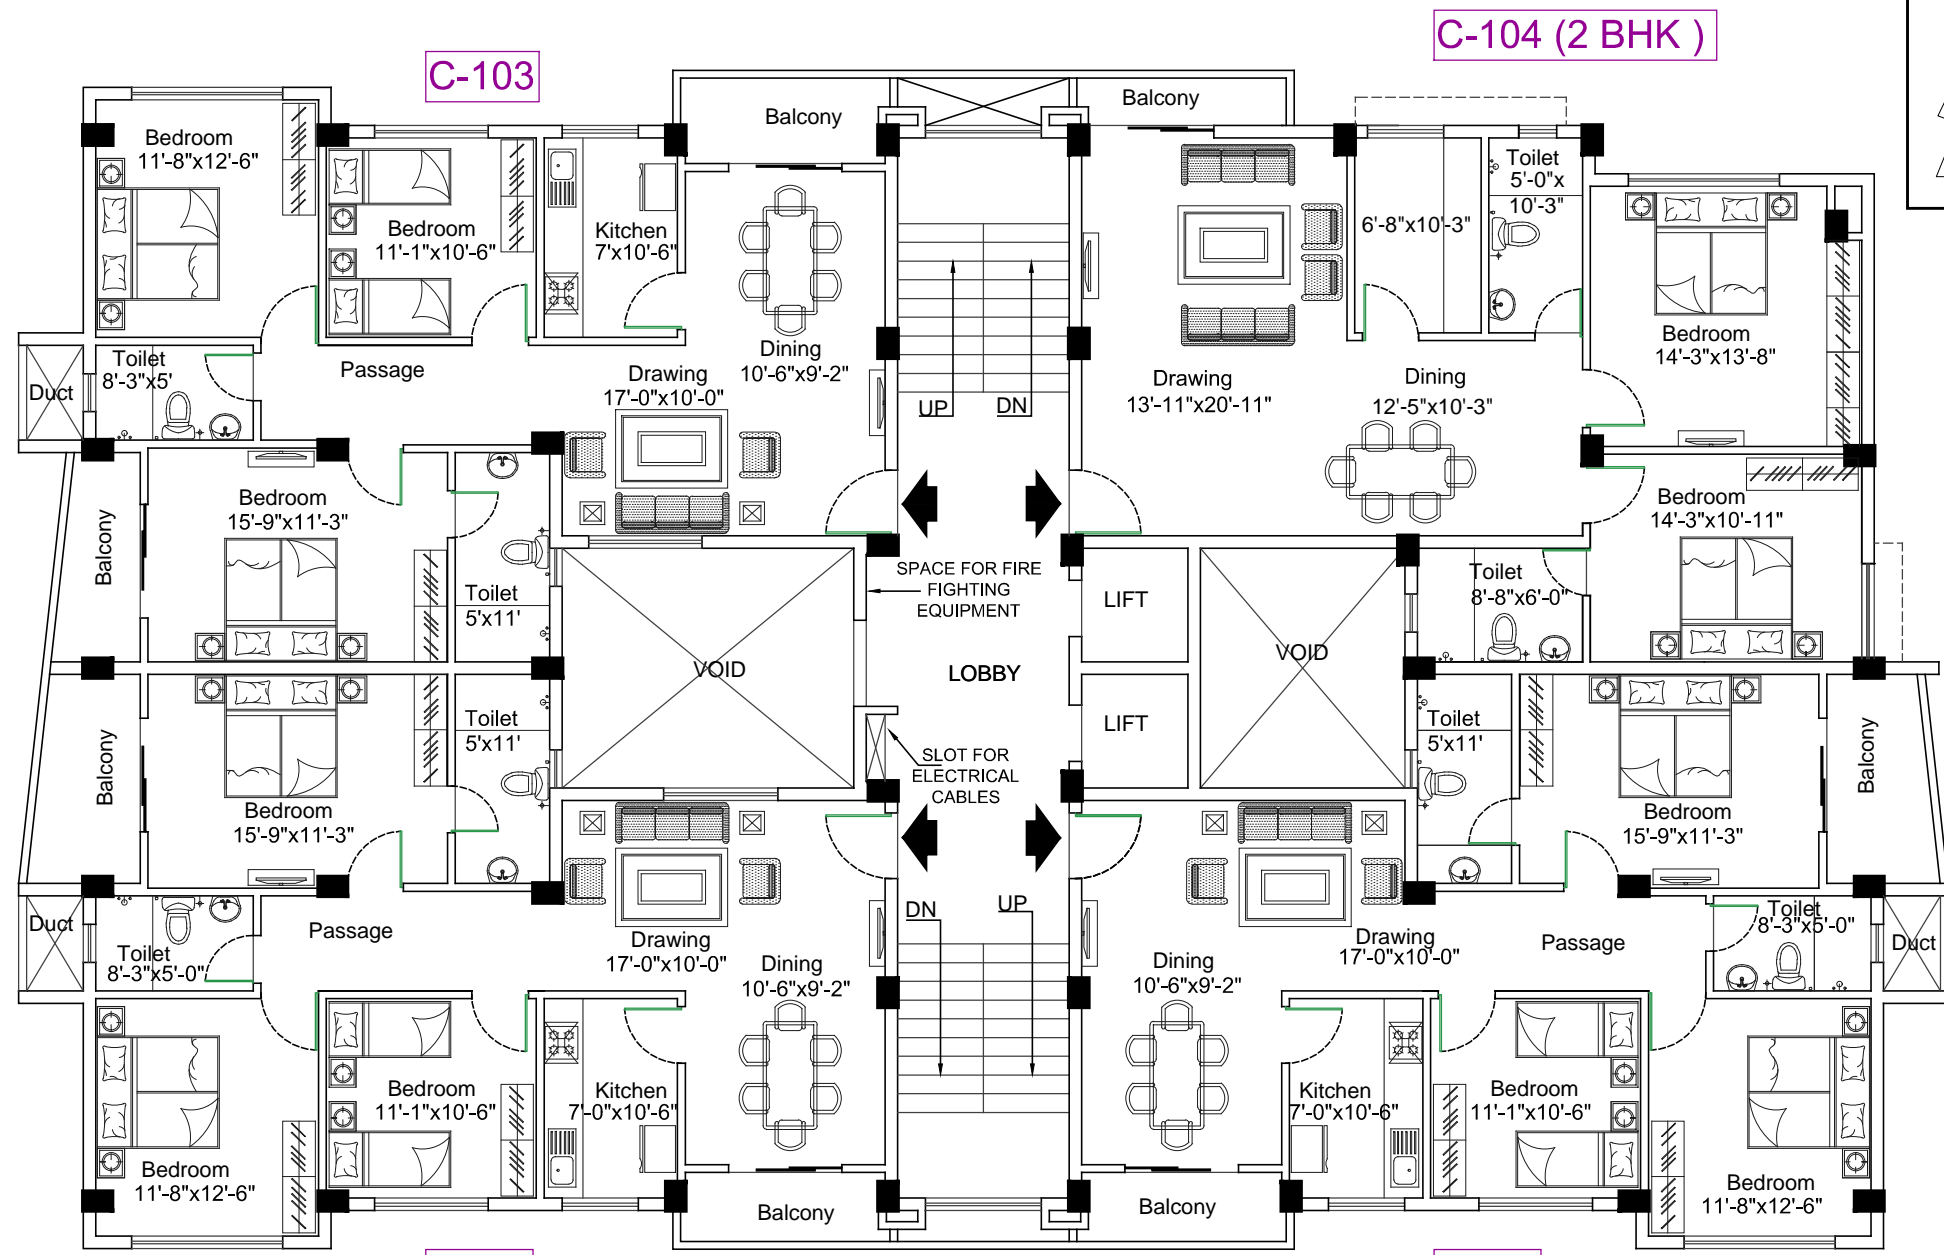 C-103
C-104 (2 BHK )
Bedroom
11'-8"x12'-6"
Bedroom
11'-1"x10'-6"
Kitchen
7'x10'-6"
Balcony
Dining
10'-6"x9'-2"
Drawing
17'-0"x10'-0"
Passage
Toilet
8'-3"x5'
Duct
Bedroom
15'-9"x11'-3"
Balcony
Toilet
5'x11'
UP
DN
Balcony
Drawing
13'-11"x20'-11"
Dining
12'-5"x10'-3"
6'-8"x10'-3"
Toilet
5'-0"x
10'-3"
Bedroom
14'-3"x13'-8"
Bedroom
14'-3"x10'-11"
Toilet
8'-8"x6'-0"
SPACE FOR FIRE
FIGHTING
EQUIPMENT
LIFT
VOID
LOBBY
VOID
LIFT
SLOT FOR
ELECTRICAL
CABLES
Balcony
Bedroom
15'-9"x11'-3"
Toilet
5'x11'
Duct
Toilet
8'-3"x5'-0"
Passage
Drawing
17'-0"x10'-0"
Dining
10'-6"x9'-2"
Kitchen
7'-0"x10'-6"
Bedroom
11'-1"x10'-6"
Bedroom
11'-8"x12'-6"
Balcony
DN
UP
Toilet
5'x11'
Bedroom
15'-9"x11'-3"
Balcony
Drawing
17'-0"x10'-0"
Passage
Toilet
8'-3"x5'-0"
Duct
Dining
10'-6"x9'-2"
Kitchen
7'-0"x10'-6"
Bedroom
11'-1"x10'-6"
Bedroom
11'-8"x12'-6"
Balcony